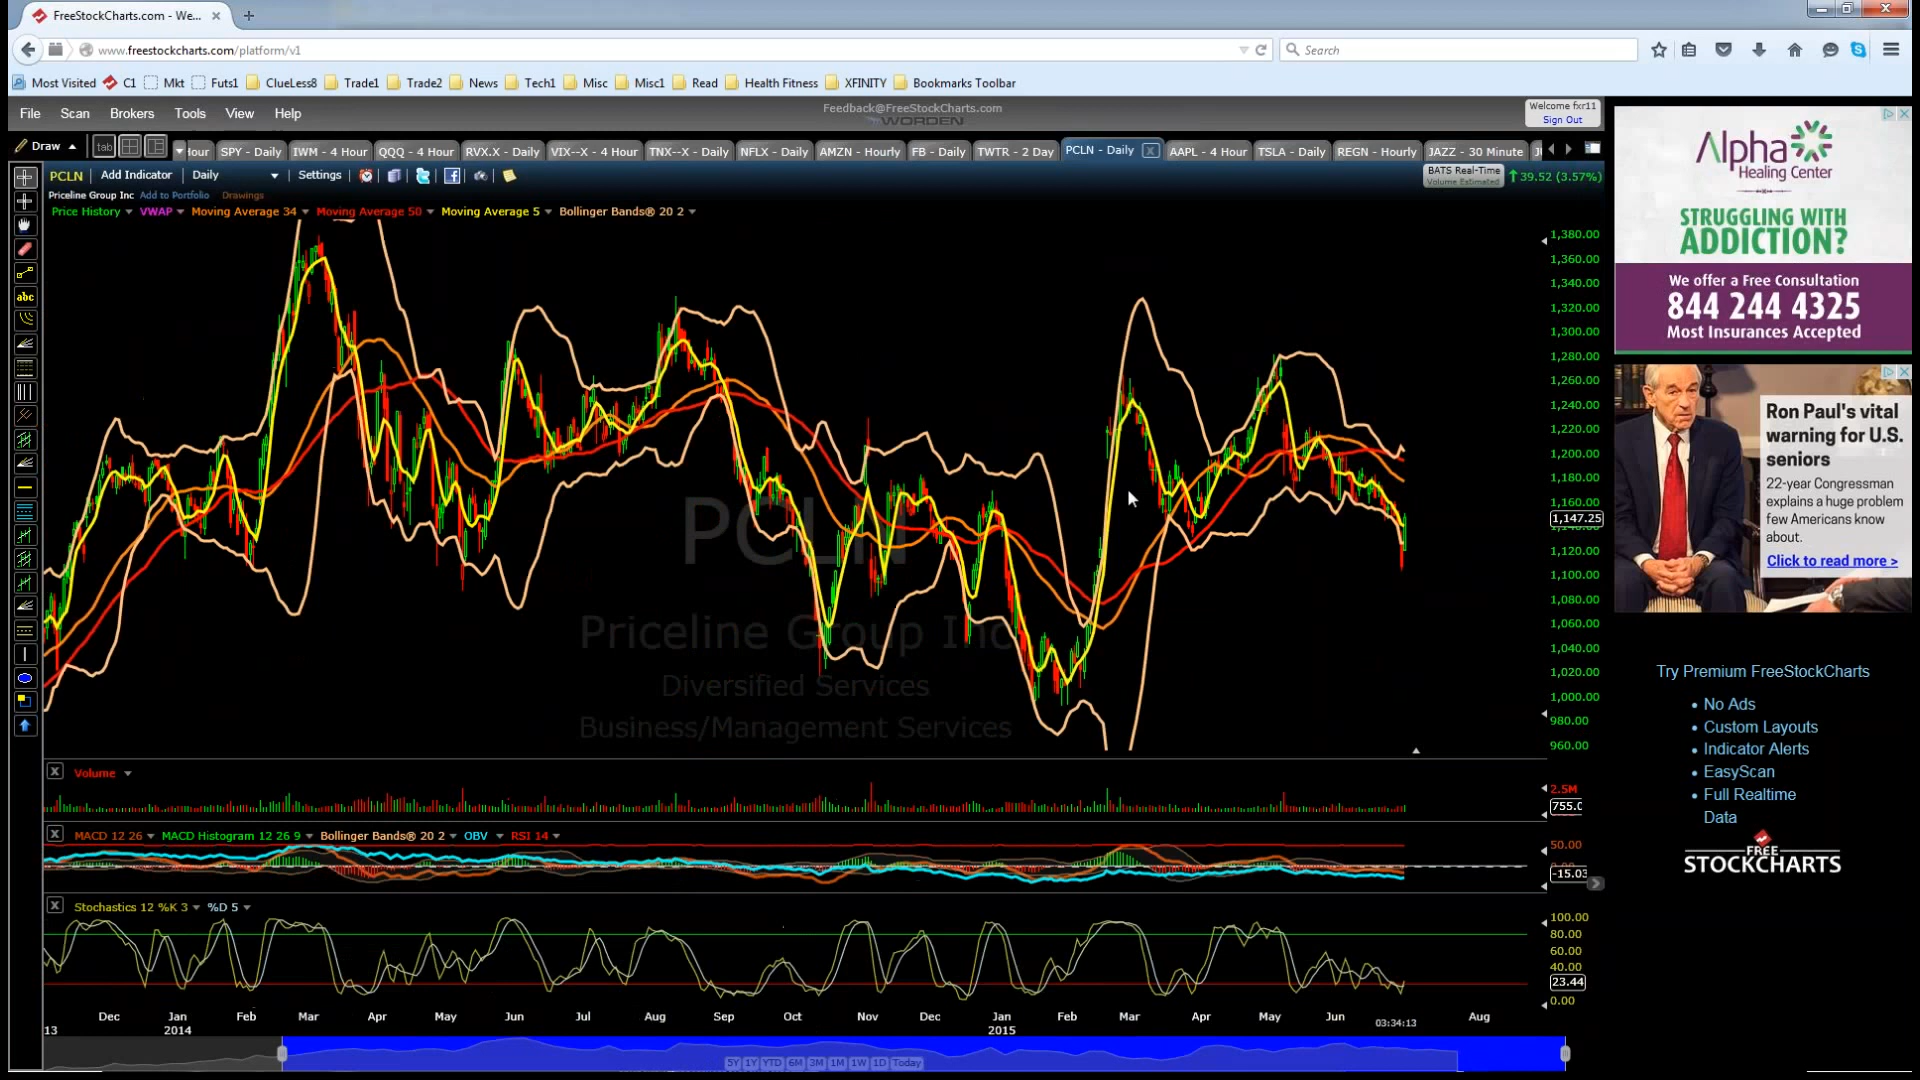 FreeStockCharts.com - We...
www.freestockcharts.com/platform/v1
Search
Most Visited C1 Mkt Futs1 ClueLess8 Trade1 Trade2 News Tech1 Misc Misc1 Read Health Fitness XFINITY Bookmarks Toolbar
File Scan Brokers Tools View Help
Feedback@FreeStockCharts.com
WORDEN
Welcome fxr11
Sign Out
Draw tab Hour SPY - Daily IWM - 4 Hour QQQ - 4 Hour RVX.X - Daily VIX--X - 4 Hour TNX--X - Daily NFLX - Daily AMZN - Hourly FB - Daily TWTR - 2 Day PCLN - Daily AAPL - 4 Hour TSLA - Daily REGN - Hourly JAZZ - 30 Minute
PCLN Add Indicator Daily Settings
BATS Real-Time
Volume Estimated
39.52 (3.57%)
Priceline Group Inc Add to Portfolio Drawings
Price History VWAP Moving Average 34 Moving Average 50 Moving Average 5 Bollinger Bands® 20 2
abc
1,380.00
1,360.00
1,340.00
1,320.00
1,300.00
1,280.00
1,260.00
1,240.00
1,220.00
1,200.00
1,180.00
1,160.00
1,147.25
1,120.00
1,100.00
1,080.00
1,060.00
1,040.00
1,020.00
1,000.00
980.00
960.00
PCLN
Priceline Group Inc
Diversified Services
Business/Management Services
X Volume
2.5M
755.0
X MACD 12 26 MACD Histogram 12 26 9 Bollinger Bands® 20 2 OBV RSI 14
50.00
-15.03
X Stochastics 12 %K 3 %D 5
100.00
80.00
60.00
40.00
23.44
0.00
Dec Jan Feb Mar Apr May Jun Jul Aug Sep Oct Nov Dec Jan Feb Mar Apr May Jun Aug
13 2014 2015 03:34:13
5Y 1Y YTD 6M 3M 1M 1W 1D Today
Alpha
Healing Center
STRUGGLING WITH
ADDICTION?
We offer a Free Consultation
844 244 4325
Most Insurances Accepted
Ron Paul's vital
warning for U.S.
seniors
22-year Congressman
explains a huge problem
few Americans know
about.
Click to read more >
Try Premium FreeStockCharts
• No Ads
• Custom Layouts
• Indicator Alerts
• EasyScan
• Full Realtime
Data
FREE
STOCKCHARTS